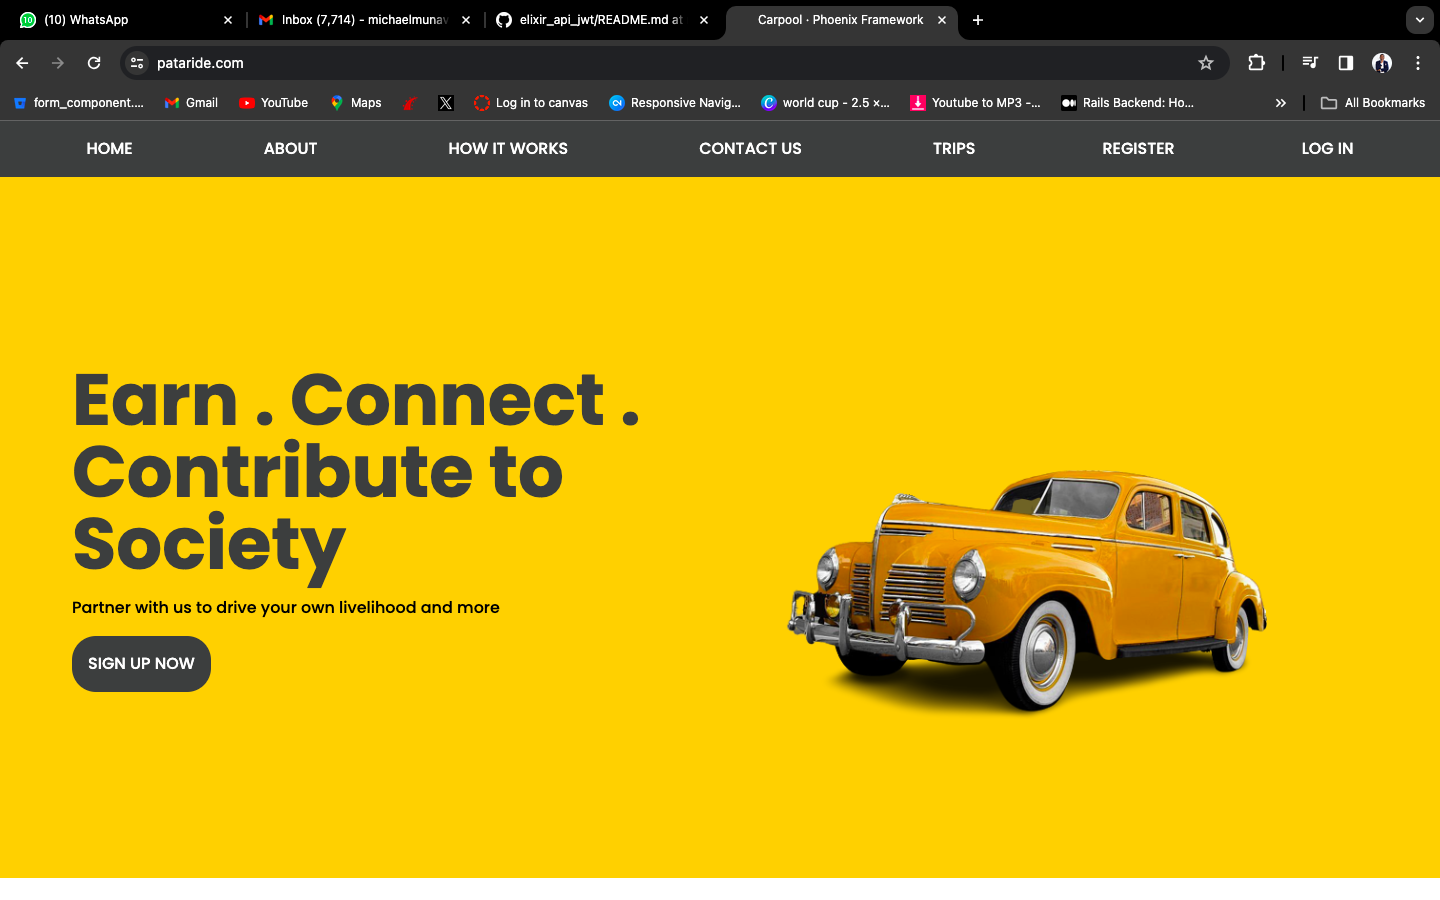 (10) WhatsApp
Inbox (7,714) - michaelmunav
elixir_api_jwt/README.md at
Carpool · Phoenix Framework
pataride.com
form_component....
Gmail
YouTube
Maps
Log in to canvas
Responsive Navig...
world cup - 2.5 ×...
Youtube to MP3 -...
Rails Backend: Ho...
All Bookmarks
HOME
ABOUT
HOW IT WORKS
CONTACT US
TRIPS
REGISTER
LOG IN
Earn . Connect .
Contribute to
Society
Partner with us to drive your own livelihood and more
SIGN UP NOW